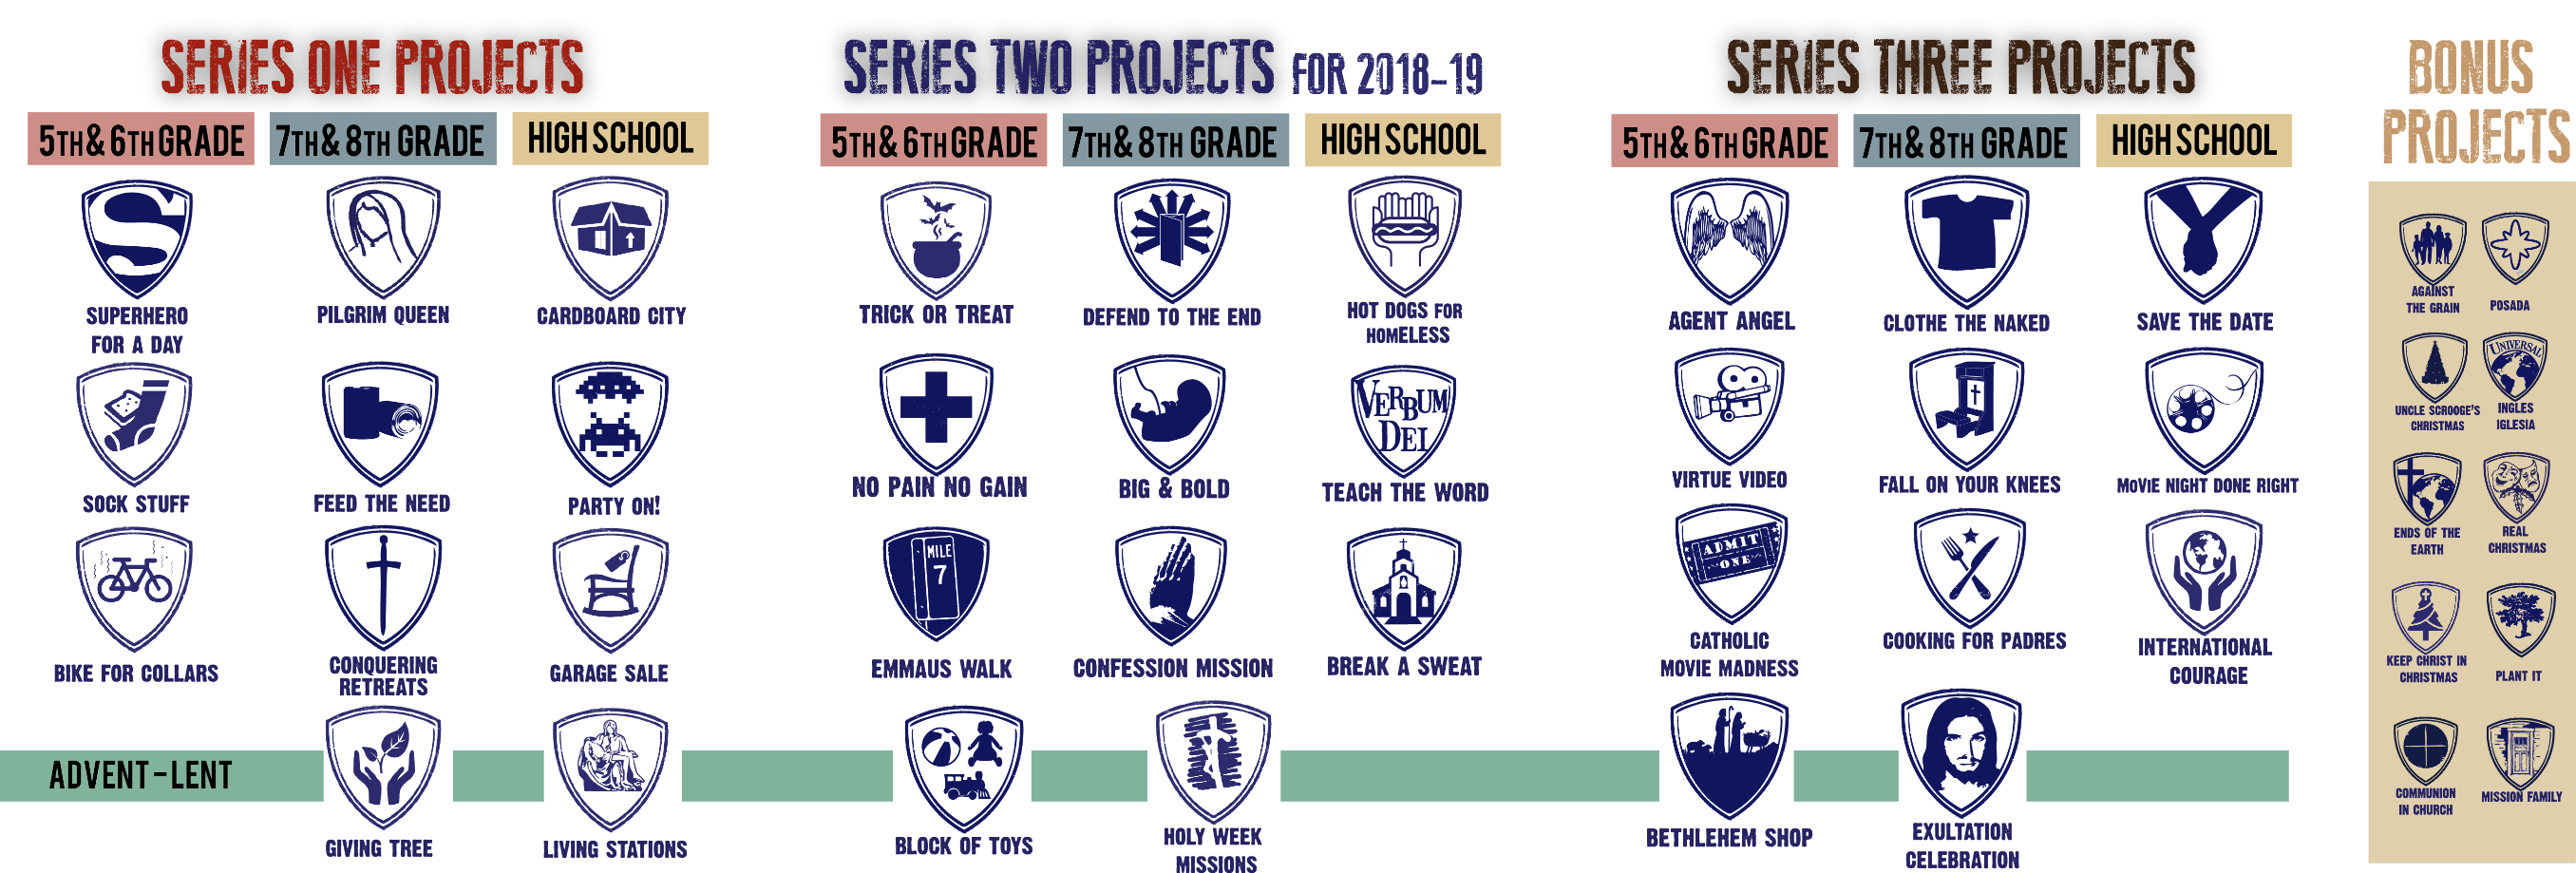 SERIES ONE PROJECTS
5TH & 6TH GRADE
7TH & 8TH GRADE
HIGH SCHOOL
SUPERHERO
FOR A DAY
PILGRIM QUEEN
CARDBOARD CITY
SOCK STUFF
FEED THE NEED
PARTY ON!
BIKE FOR COLLARS
CONQUERING
RETREATS
GARAGE SALE
ADVENT - LENT
GIVING TREE
LIVING STATIONS
SERIES TWO PROJECTS FOR 2018-19
5TH & 6TH GRADE
7TH & 8TH GRADE
HIGH SCHOOL
TRICK OR TREAT
DEFEND TO THE END
HOT DOGS FOR
HOMELESS
NO PAIN NO GAIN
BIG & BOLD
VERBUM
DEI
TEACH THE WORD
MILE
7
EMMAUS WALK
CONFESSION MISSION
BREAK A SWEAT
BLOCK OF TOYS
HOLY WEEK
MISSIONS
SERIES THREE PROJECTS
5TH & 6TH GRADE
7TH & 8TH GRADE
HIGH SCHOOL
AGENT ANGEL
CLOTHE THE NAKED
SAVE THE DATE
VIRTUE VIDEO
FALL ON YOUR KNEES
MOVIE NIGHT DONE RIGHT
ADMIT
ONE
CATHOLIC
MOVIE MADNESS
COOKING FOR PADRES
INTERNATIONAL
COURAGE
BETHLEHEM SHOP
EXULTATION
CELEBRATION
BONUS
PROJECTS
AGAINST
THE GRAIN
POSADA
UNCLE SCROOGE'S
CHRISTMAS
UNIVERSAL
INGLES
IGLESIA
ENDS OF THE
EARTH
REAL
CHRISTMAS
KEEP CHRIST IN
CHRISTMAS
PLANT IT
COMMUNION
IN CHURCH
MISSION FAMILY